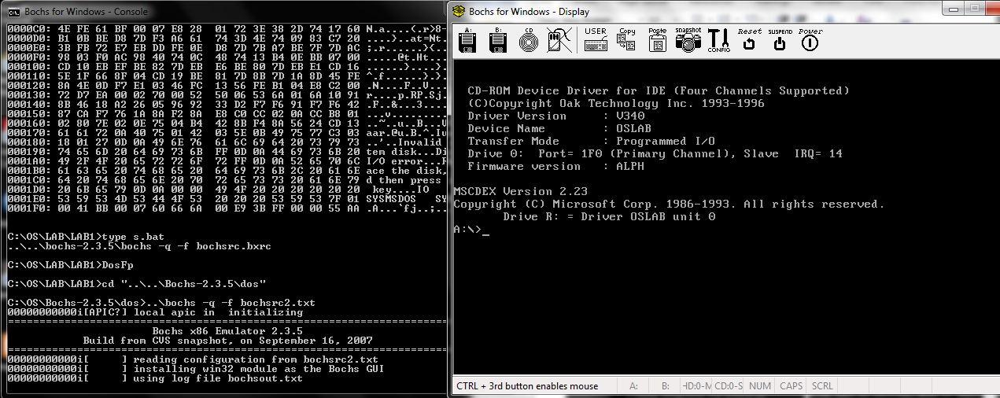 Bochs for Windows - Console
0000C0: 4E FE 61 BF 00 07 E8 28 01 72 3E 38 2D 74 17 60 N.a....(.r>8-t.`
0000D0: B1 0B BE D8 7D F3 A6 61 74 3D 4E 74 09 83 C7 20 ....}..at=Nt..
0000E0: 3B FB 72 E7 EB DD FE 0E D8 7D 7B A7 BE 7F 7D AC ;.r......}{...
0000F0: 98 03 F0 AC 98 40 74 0C 48 74 13 B4 0E BB 07 00 .....@t.Ht...
000100: CD 10 EB EF BE 82 7D EB E6 BE 80 7D EB E1 CD 16
000110: 5E 1F 66 8F 04 CD 19 BE 81 7D 8B 7D 1A 8D 45 FE ^.f......}.}..
000120: 8A 4E 0D F7 E1 03 46 FC 13 56 FE B1 04 E8 C2 00 .N....F..V...
000130: 72 D7 EA 00 02 70 00 52 50 06 53 6A 01 6A 10 91 r....p.RP.Sj.
000140: 8B 46 18 A2 26 05 96 92 33 D2 F7 F6 91 F7 F6 42 .F..&...3....
000150: 87 CA F7 76 1A 8A F2 8A E8 C0 CC 02 0A CC B8 01 ...v.........
000160: 02 80 7E 02 0E 75 04 B4 42 8B F4 8A 56 24 CD 13 ..~..u..B...V
000170: 61 61 72 0A 40 75 01 42 03 5E 0B 49 75 77 C3 03 aar.@u.B.^.Iu
000180: 18 01 27 0D 0A 49 6E 76 61 6C 69 64 20 73 79 73 ..'..Invalid
000190: 74 65 6D 20 64 69 73 6B FF 0D 0A 44 69 73 6B 20 tem disk...Di
0001A0: 49 2F 4F 20 65 72 72 6F 72 FF 0D 0A 52 65 70 6C I/O error...
0001B0: 61 63 65 20 74 68 65 20 64 69 73 6B 2C 20 61 6E ace the disk,
0001C0: 64 20 74 68 65 6E 20 70 72 65 73 73 20 61 6E 79 d then press
0001D0: 20 6B 65 79 0D 0A 00 00 49 4F 20 20 20 20 20 20 key....IO
0001E0: 53 59 53 4D 53 44 4F 53 20 20 20 53 59 53 7F 01 SYSMSDOS SYS
0001F0: 00 41 BB 00 07 60 66 6A 00 E9 3B FF 00 00 55 AA .A...`fj..;..
C:\OS\LAB\LAB1>type s.bat
..\..\bochs-2.3.5\bochs -q -f bochsrc.bxrc
C:\OS\LAB\LAB1>DosFp
C:\OS\LAB\LAB1>cd "..\..\Bochs-2.3.5\dos"
C:\OS\Bochs-2.3.5\dos>..\bochs -q -f bochsrc2.txt
00000000000i[APIC?] local apic in initializing
========================================================================
Bochs x86 Emulator 2.3.5
Build from CVS snapshot, on September 16, 2007
========================================================================
00000000000i[ ] reading configuration from bochsrc2.txt
00000000000i[ ] installing win32 module as the Bochs GUI
00000000000i[ ] using log file bochsout.txt
Bochs for Windows - Display
A: B: CD USER Copy Paste snapshot CONFIG Reset SUSPEND Power
CD-ROM Device Driver for IDE (Four Channels Supported)
(C)Copyright Oak Technology Inc. 1993-1996
Driver Version : V340
Device Name : OSLAB
Transfer Mode : Programmed I/O
Drive 0: Port= 1F0 (Primary Channel), Slave IRQ= 14
Firmware version : ALPH
MSCDEX Version 2.23
Copyright (C) Microsoft Corp. 1986-1993. All rights reserved.
Drive R: = Driver OSLAB unit 0
A:\>_
CTRL + 3rd button enables mouse A: B: HD:0-M CD:0-S NUM CAPS SCRL